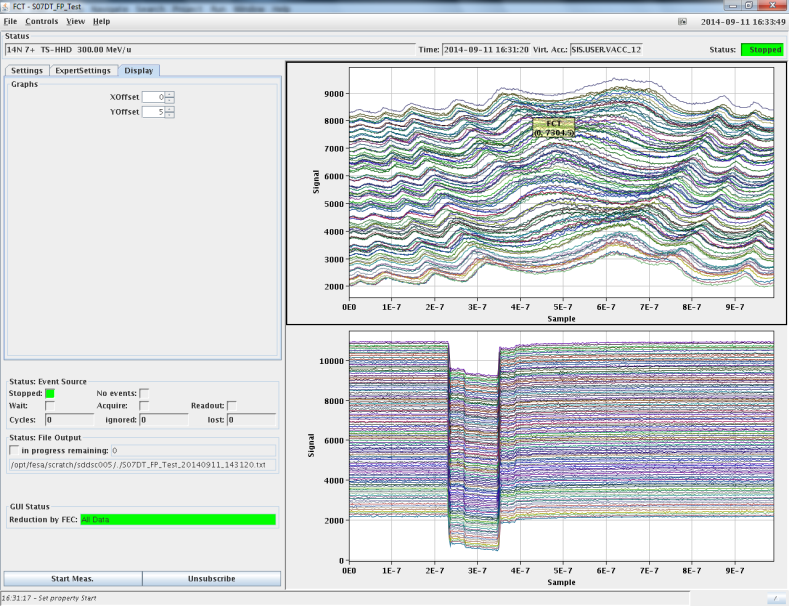 FCT - S07DT_FP_Test
File Controls View Help
2014-09-11 16:33:49
Status
14N 7+ TS-HHD 300.00 MeV/u
Time: 2014-09-11 16:31:20 Virt. Acc.: SIS.USER.VACC_12
Status: Stopped
Settings ExpertSettings Display
Graphs
XOffset 0
YOffset 5
Status: Event Source
Stopped: No events:
Wait: Acquire: Readout:
Cycles: 0 ignored: 0 lost: 0
Status: File Output
in progress remaining: 0
/opt/fesa/scratch/sddsc005/./S07DT_FP_Test_20140911_143120.txt
GUI Status
Reduction by FEC: All Data
Start Meas. Unsubscribe
16:31:17 - Set property Start
Signal
9000
8000
7000
6000
5000
4000
3000
2000
FCT
(0; 7304.5)
0E0 1E-7 2E-7 3E-7 4E-7 5E-7 6E-7 7E-7 8E-7 9E-7
Sample
Signal
10000
8000
6000
4000
2000
0
0E0 1E-7 2E-7 3E-7 4E-7 5E-7 6E-7 7E-7 8E-7 9E-7
Sample